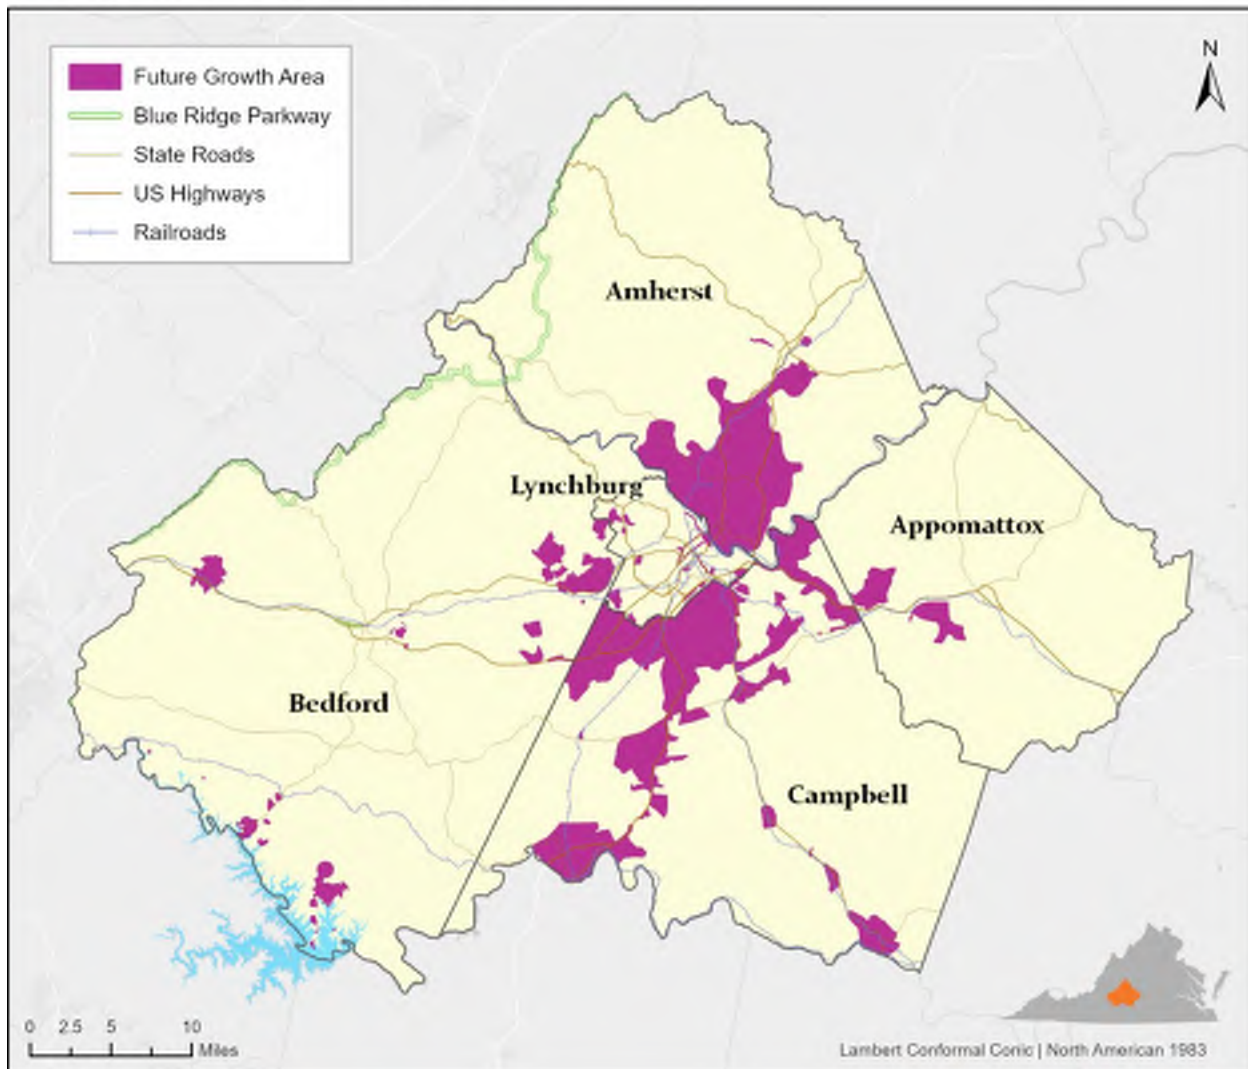 Future Growth Area
Blue Ridge Parkway
State Roads
US Highways
Railroads
N
Amherst
Lynchburg
Appomattox
Bedford
Campbell
0 2.5 5 10
Miles
Lambert Conformal Conic | North American 1983